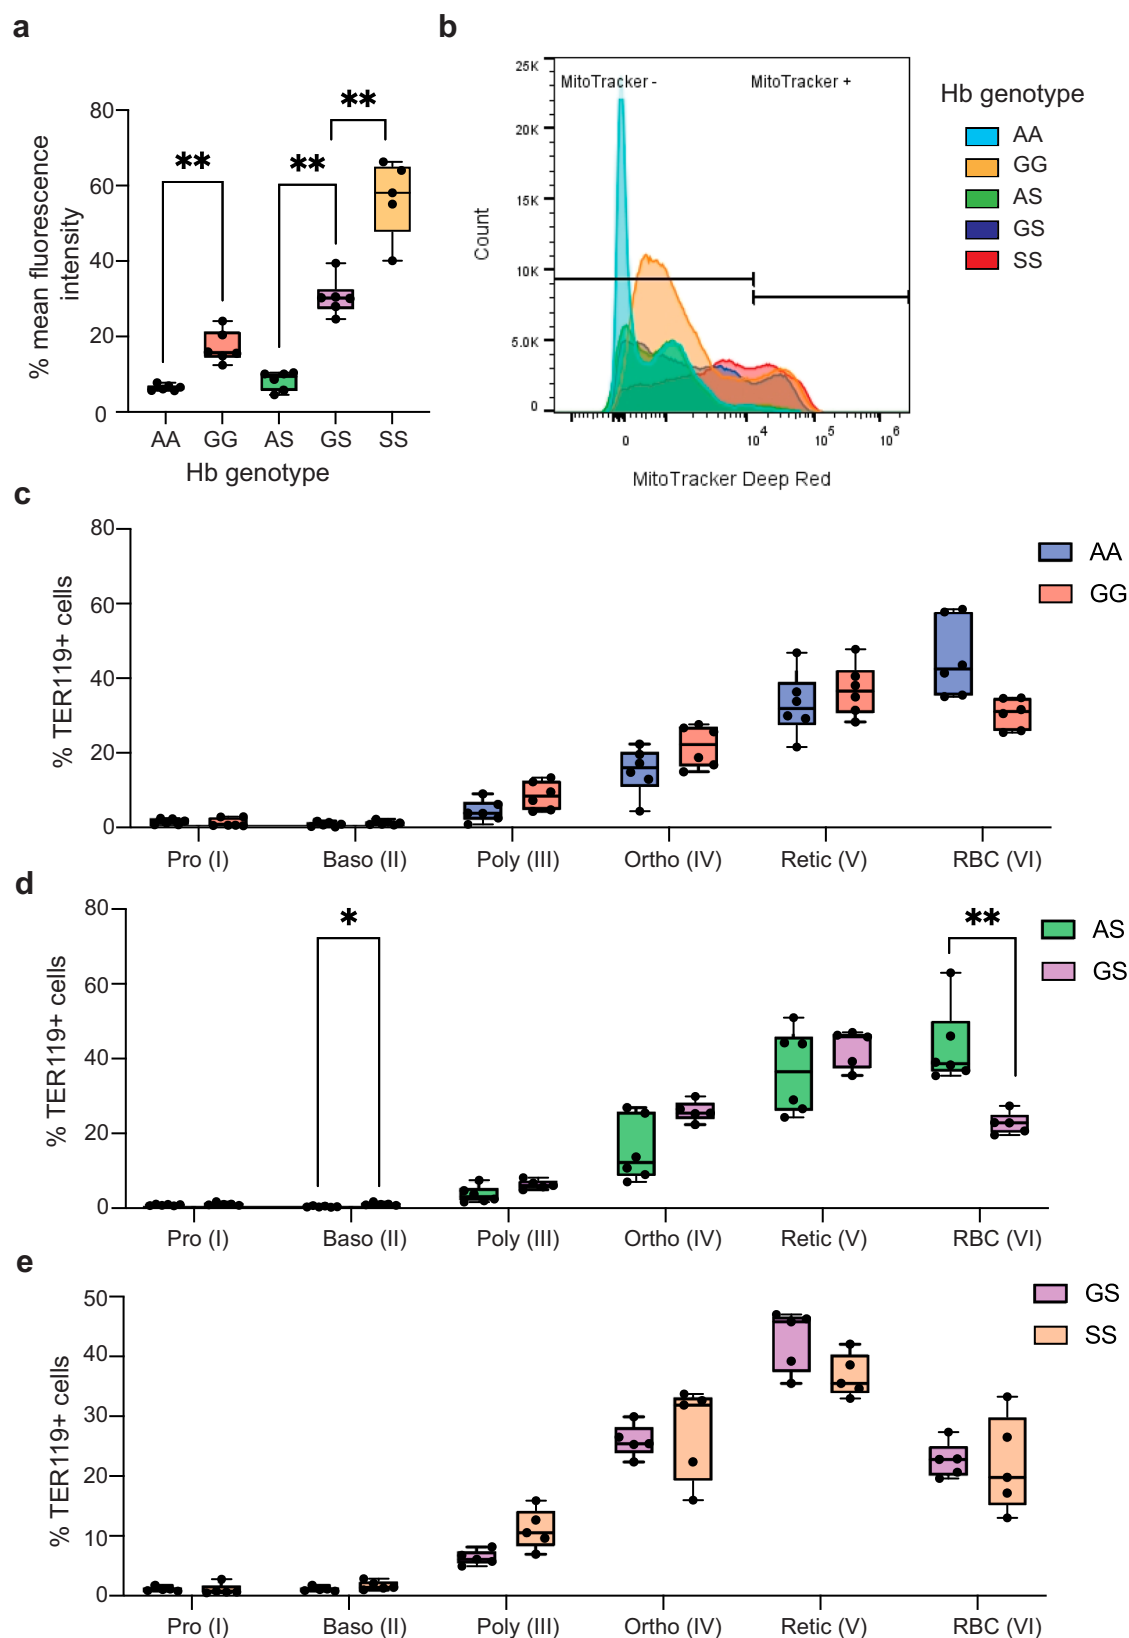 a
b
% mean fluorescence
intensity
80
60
40
20
0
**
**
**
AA GG AS GS SS
Hb genotype
25K
20K
15K
10K
5.0K
0
Count
MitoTracker -
MitoTracker +
0 10^4 10^5 10^6
MitoTracker Deep Red
Hb genotype
AA
GG
AS
GS
SS
c
% TER119+ cells
80
60
40
20
0
Pro (I) Baso (II) Poly (III) Ortho (IV) Retic (V) RBC (VI)
AA
GG
d
% TER119+ cells
80
60
40
20
0
*
**
Pro (I) Baso (II) Poly (III) Ortho (IV) Retic (V) RBC (VI)
AS
GS
e
% TER119+ cells
50
40
30
20
10
0
Pro (I) Baso (II) Poly (III) Ortho (IV) Retic (V) RBC (VI)
GS
SS